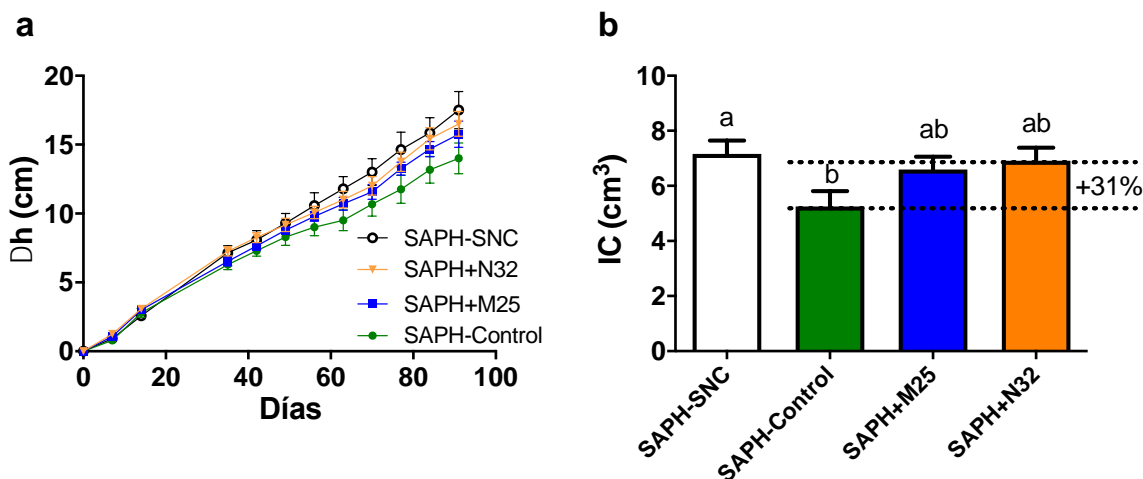 a
Dh (cm)
20
15
10
5
0
0
20
40
60
80
100
Días
SAPH-SNC
SAPH+N32
SAPH+M25
SAPH-Control
b
IC (cm³)
10
8
6
4
2
0
a
b
ab
ab
+31%
SAPH-SNC
SAPH-Control
SAPH+M25
SAPH+N32